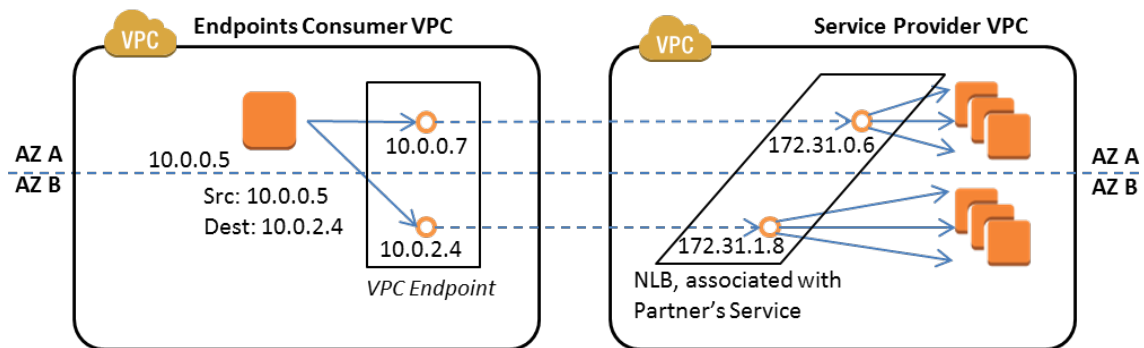 Endpoints Consumer VPC
Service Provider VPC
VPC
VPC
10.0.0.7
172.31.0.6
AZ A
10.0.0.5
AZ A
AZ B
AZ B
Src: 10.0.0.5
Dest: 10.0.2.4
10.0.2.4
172.31.1.8
VPC Endpoint
NLB, associated with
Partner's Service